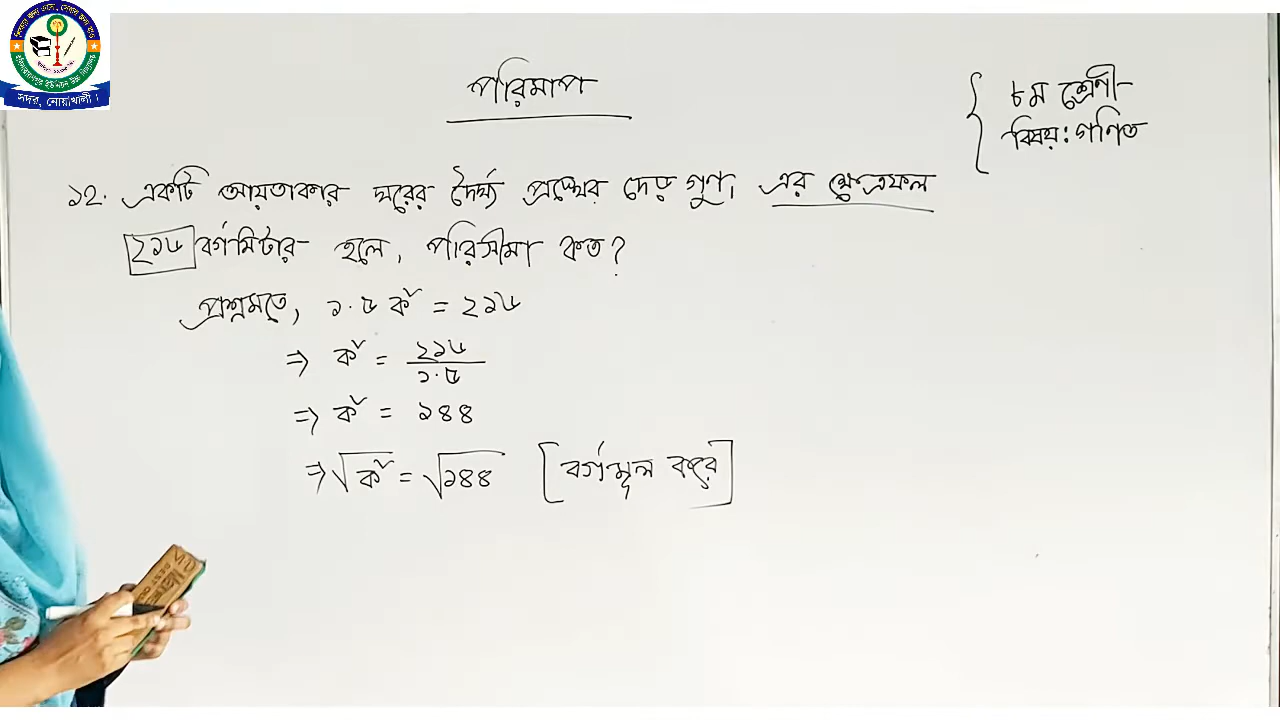 পরিমাপ
৮ম শ্রেণী
বিষয়: গণিত
১২. একটি আয়তাকার ঘরের দৈর্ঘ্য প্রস্থের দেড় গুণ, এর ক্ষেত্রফল
২১৬ বর্গমিটার হলে, পরিসীমা কত?
প্রশ্নমতে, ১.৫ ক² = ২১৬
⇒ ক² = ২১৬/১.৫
⇒ ক² = ১৪৪
⇒ √ক² = √১৪৪ [বর্গমূল করে]
সদর, নোয়াখালী।